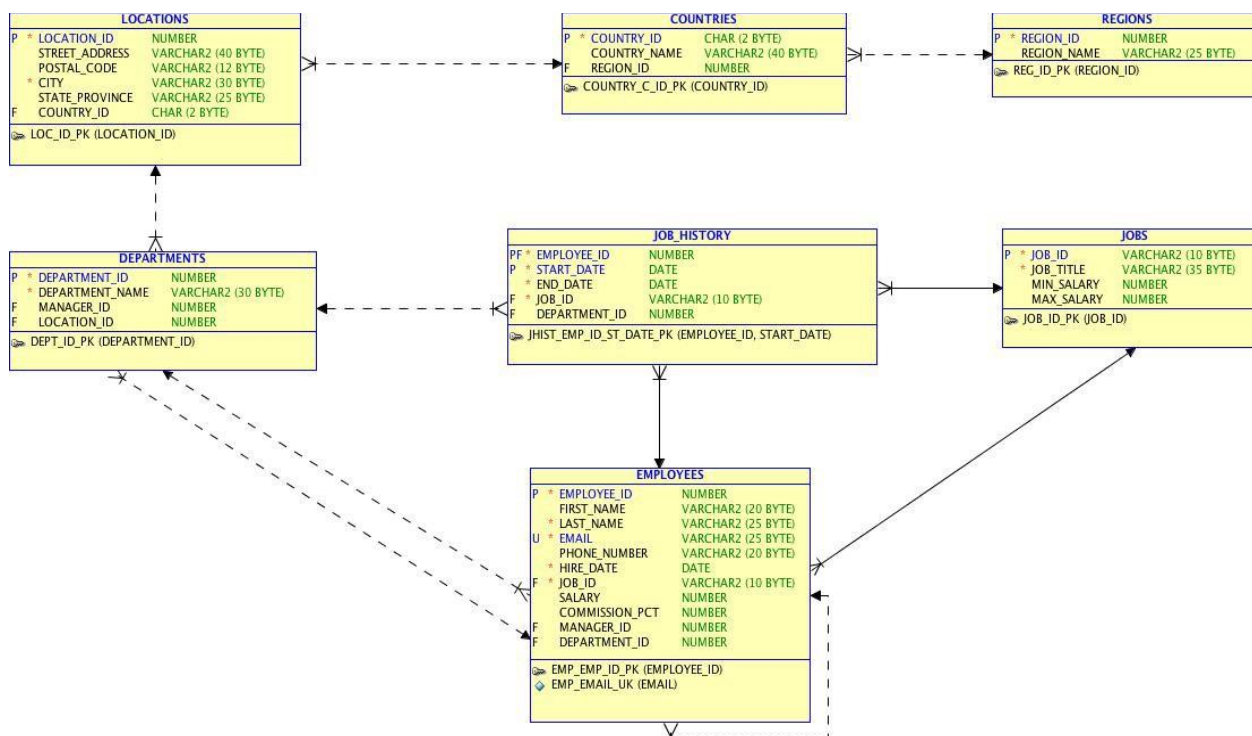 LOCATIONS
P * LOCATION_ID NUMBER
STREET_ADDRESS VARCHAR2 (40 BYTE)
POSTAL_CODE VARCHAR2 (12 BYTE)
* CITY VARCHAR2 (30 BYTE)
STATE_PROVINCE VARCHAR2 (25 BYTE)
F COUNTRY_ID CHAR (2 BYTE)
LOC_ID_PK (LOCATION_ID)
COUNTRIES
P * COUNTRY_ID CHAR (2 BYTE)
COUNTRY_NAME VARCHAR2 (40 BYTE)
F REGION_ID NUMBER
COUNTRY_C_ID_PK (COUNTRY_ID)
REGIONS
P * REGION_ID NUMBER
REGION_NAME VARCHAR2 (25 BYTE)
REG_ID_PK (REGION_ID)
DEPARTMENTS
P * DEPARTMENT_ID NUMBER
* DEPARTMENT_NAME VARCHAR2 (30 BYTE)
F MANAGER_ID NUMBER
F LOCATION_ID NUMBER
DEPT_ID_PK (DEPARTMENT_ID)
JOB_HISTORY
PF * EMPLOYEE_ID NUMBER
P * START_DATE DATE
* END_DATE DATE
F * JOB_ID VARCHAR2 (10 BYTE)
F DEPARTMENT_ID NUMBER
JHIST_EMP_ID_ST_DATE_PK (EMPLOYEE_ID, START_DATE)
JOBS
P * JOB_ID VARCHAR2 (10 BYTE)
* JOB_TITLE VARCHAR2 (35 BYTE)
MIN_SALARY NUMBER
MAX_SALARY NUMBER
JOB_ID_PK (JOB_ID)
EMPLOYEES
P * EMPLOYEE_ID NUMBER
FIRST_NAME VARCHAR2 (20 BYTE)
* LAST_NAME VARCHAR2 (25 BYTE)
U * EMAIL VARCHAR2 (25 BYTE)
PHONE_NUMBER VARCHAR2 (20 BYTE)
* HIRE_DATE DATE
F * JOB_ID VARCHAR2 (10 BYTE)
SALARY NUMBER
COMMISSION_PCT NUMBER
F MANAGER_ID NUMBER
F DEPARTMENT_ID NUMBER
EMP_EMP_ID_PK (EMPLOYEE_ID)
EMP_EMAIL_UK (EMAIL)